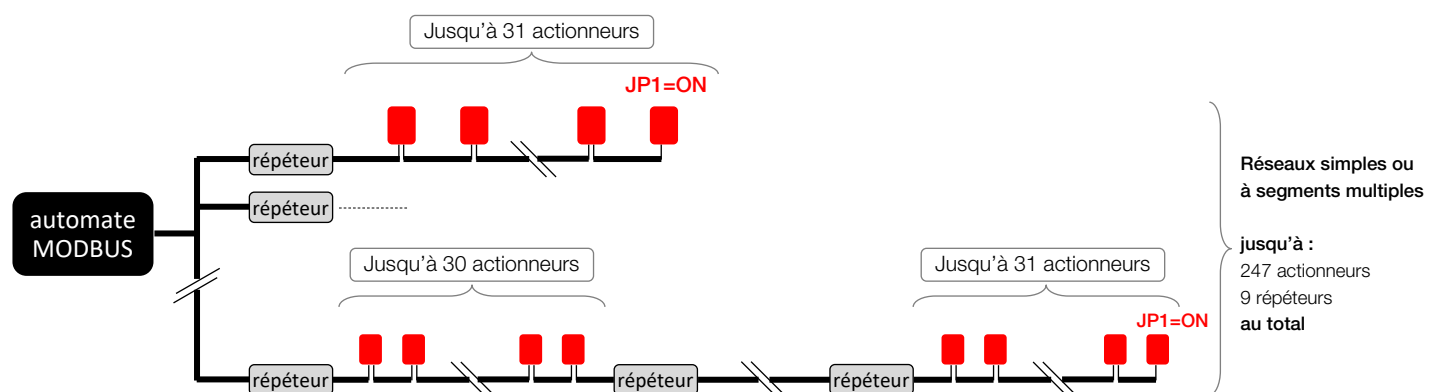 Jusqu'à 31 actionneurs
JP1=ON
répéteur
répéteur
automate
MODBUS
Jusqu'à 30 actionneurs
Jusqu'à 31 actionneurs
JP1=ON
répéteur
répéteur
répéteur
Réseaux simples ou
à segments multiples
jusqu'à :
247 actionneurs
9 répéteurs
au total